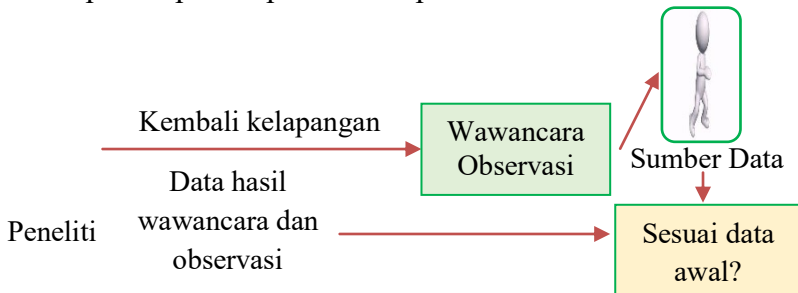 Kembali kelapangan
Wawancara
Observasi
Sumber Data
Data hasil
wawancara dan
observasi
Peneliti
Sesuai data
awal?